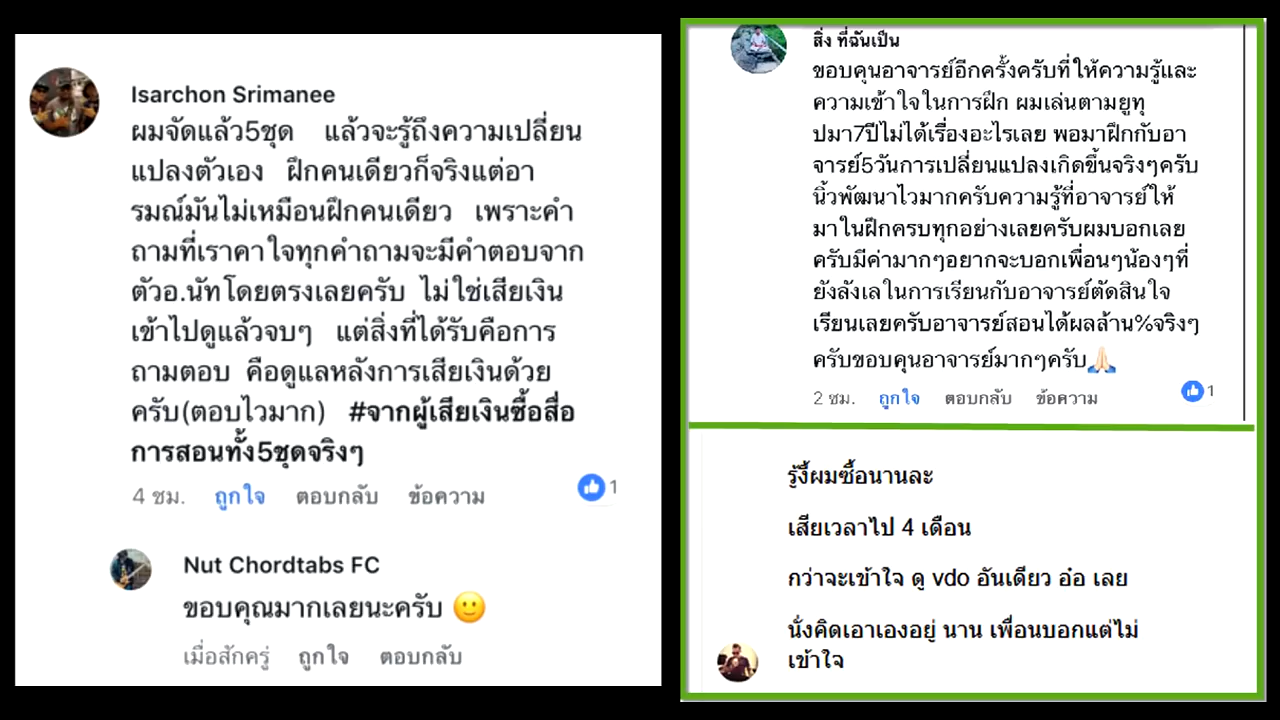 Isarchon Srimanee
ผมจัดแล้ว5ชุด แล้วจะรู้ถึงความเปลี่ยน
แปลงตัวเอง ฝึกคนเดียวก็จริงแต่อา
รมณ์มันไม่เหมือนฝึกคนเดียว เพราะคำ
ถามที่เราคาใจทุกคำถามจะมีคำตอบจาก
ตัวอ.นัทโดยตรงเลยครับ ไม่ใช่เสียเงิน
เข้าไปดูแล้วจบๆ แต่สิ่งที่ได้รับคือการ
ถามตอบ คือดูแลหลังการเสียเงินด้วย
ครับ(ตอบไวมาก) #จากผู้เสียเงินซื้อสื่อ
การสอนทั้ง5ชุดจริงๆ
4 ชม. ถูกใจ ตอบกลับ ข้อความ 1
Nut Chordtabs FC
ขอบคุณมากเลยนะครับ 🙂
เมื่อสักครู่ ถูกใจ ตอบกลับ
สิ่ง ที่ฉันเป็น
ขอบคุนอาจารย์อีกครั้งครับที่ให้ความรู้และ
ความเข้าใจในการฝึก ผมเล่นตามยูทุ
ปมา7ปีไม่ได้เรื่องอะไรเลย พอมาฝึกกับอา
จารย์5วันการเปลี่ยนแปลงเกิดขึ้นจริงๆครับ
นิ้วพัฒนาไวมากครับความรู้ที่อาจารย์ให้
มาในฝึกครบทุกอย่างเลยครับผมบอกเลย
ครับมีค่ามากๆอยากจะบอกเพื่อนๆน้องๆที่
ยังลังเลในการเรียนกับอาจารย์ตัดสินใจ
เรียนเลยครับอาจารย์สอนได้ผลล้าน%จริงๆ
ครับขอบคุนอาจารย์มากๆครับ🙏🏻
2 ชม. ถูกใจ ตอบกลับ ข้อความ 1
รู้งี้ผมซื้อนานละ
เสียเวลาไป 4 เดือน
กว่าจะเข้าใจ ดู vdo อันเดียว อ๋อ เลย
นั่งคิดเอาเองอยู่ นาน เพื่อนบอกแต่ไม่
เข้าใจ